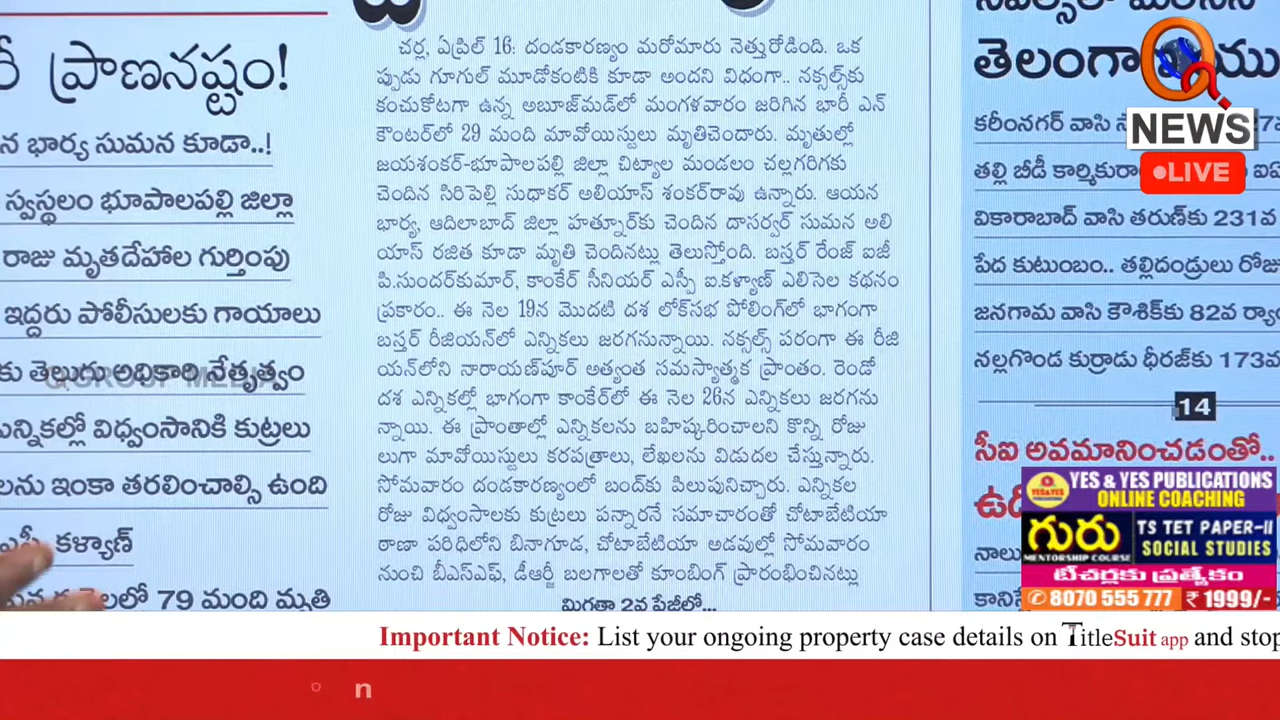 రీ ప్రాణనష్టం!
న భార్య సుమన కూడా..!
స్వస్థలం భూపాలపల్లి జిల్లా
రాజు మృతదేహాల గుర్తింపు
ఇద్దరు పోలీసులకు గాయాలు
కు తెలుగు అధికారి నేతృత్వం
ఎన్నికల్లో విధ్వంసానికి కుట్రలు
లను ఇంకా తరలించాల్సి ఉంది
కళ్యాణ్
లలో 79 మంది మృతి
చర్ల, ఏప్రిల్ 16: దండకారణ్యం మరోమారు నెత్తురోడింది. ఒక
ప్పుడు గూగుల్ మూడోకంటికి కూడా అందని విదంగా.. నక్సల్స్‌కు
కంచుకోటగా ఉన్న అబూజ్‌మడ్‌లో మంగళవారం జరిగిన భారీ ఎన్
కౌంటర్‌లో 29 మంది మావోయిస్టులు మృతిచెందారు. మృతుల్లో
జయశంకర్-భూపాలపల్లి జిల్లా చిట్యాల మండలం చల్లగరిగకు
చెందిన సిరిపెల్లి సుధాకర్ అలియాస్ శంకర్‌రావు ఉన్నారు. ఆయన
భార్య, ఆదిలాబాద్ జిల్లా హత్నూర్‌కు చెందిన దాసర్వర్ సుమన అలి
యాస్ రజిత కూడా మృతి చెందినట్లు తెలుస్తోంది. బస్తర్ రేంజ్ ఐజీ
పి.సుందర్‌కుమార్, కాంకేర్ సీనియర్ ఎస్పీ ఐ.కళ్యాణ్ ఎలిసెల కథనం
ప్రకారం.. ఈ నెల 19న మొదటి దశ లోక్‌సభ పోలింగ్‌లో భాగంగా
బస్తర్ రీజియన్‌లో ఎన్నికలు జరగనున్నాయి. నక్సల్స్ పరంగా ఈ రీజి
యన్‌లోని నారాయణ్‌పూర్ అత్యంత సమస్యాత్మక ప్రాంతం. రెండో
దశ ఎన్నికల్లో భాగంగా కాంకేర్‌లో ఈ నెల 26న ఎన్నికలు జరగను
న్నాయి. ఈ ప్రాంతాల్లో ఎన్నికలను బహిష్కరించాలని కొన్ని రోజు
లుగా మావోయిస్టులు కరపత్రాలు, లేఖలను విడుదల చేస్తున్నారు.
సోమవారం దండకారణ్యంలో బంద్‌కు పిలుపునిచ్చారు. ఎన్నికల
రోజు విధ్వంసాలకు కుట్రలు పన్నారనే సమాచారంతో చోటాబేటియా
ఠాణా పరిధిలోని బినాగూడ, చోటాబేటియా అడవుల్లో సోమవారం
నుంచి బీఎస్ఎఫ్, డీఆర్జీ బలగాలతో కూంబింగ్ ప్రారంభించినట్లు
మిగతా 2వ పేజీలో...
తెలంగాణ
కరీంనగర్ వాసి
తల్లి బీడీ కార్మికురా
వికారాబాద్ వాసి తరుణ్‌కు 231వ
పేద కుటుంబం.. తల్లిదండ్రులు రోజు
జనగామ వాసి కౌశిక్‌కు 82వ
నల్లగొండ కుర్రాడు ధీరజ్‌కు 173వ
14
సీఐ అవమానించడంతో..
NEWS
LIVE
Q GROUP MEDIA
YES & YES PUBLICATIONS
ONLINE COACHING
గురు
MENTORSHIP COURSE
TS TET PAPER-II
SOCIAL STUDIES
టీచర్లకు ప్రత్యేకం
8070 555 777 ₹ 1999/-
Important Notice: List your ongoing property case details on TitleSuit app and stop
n